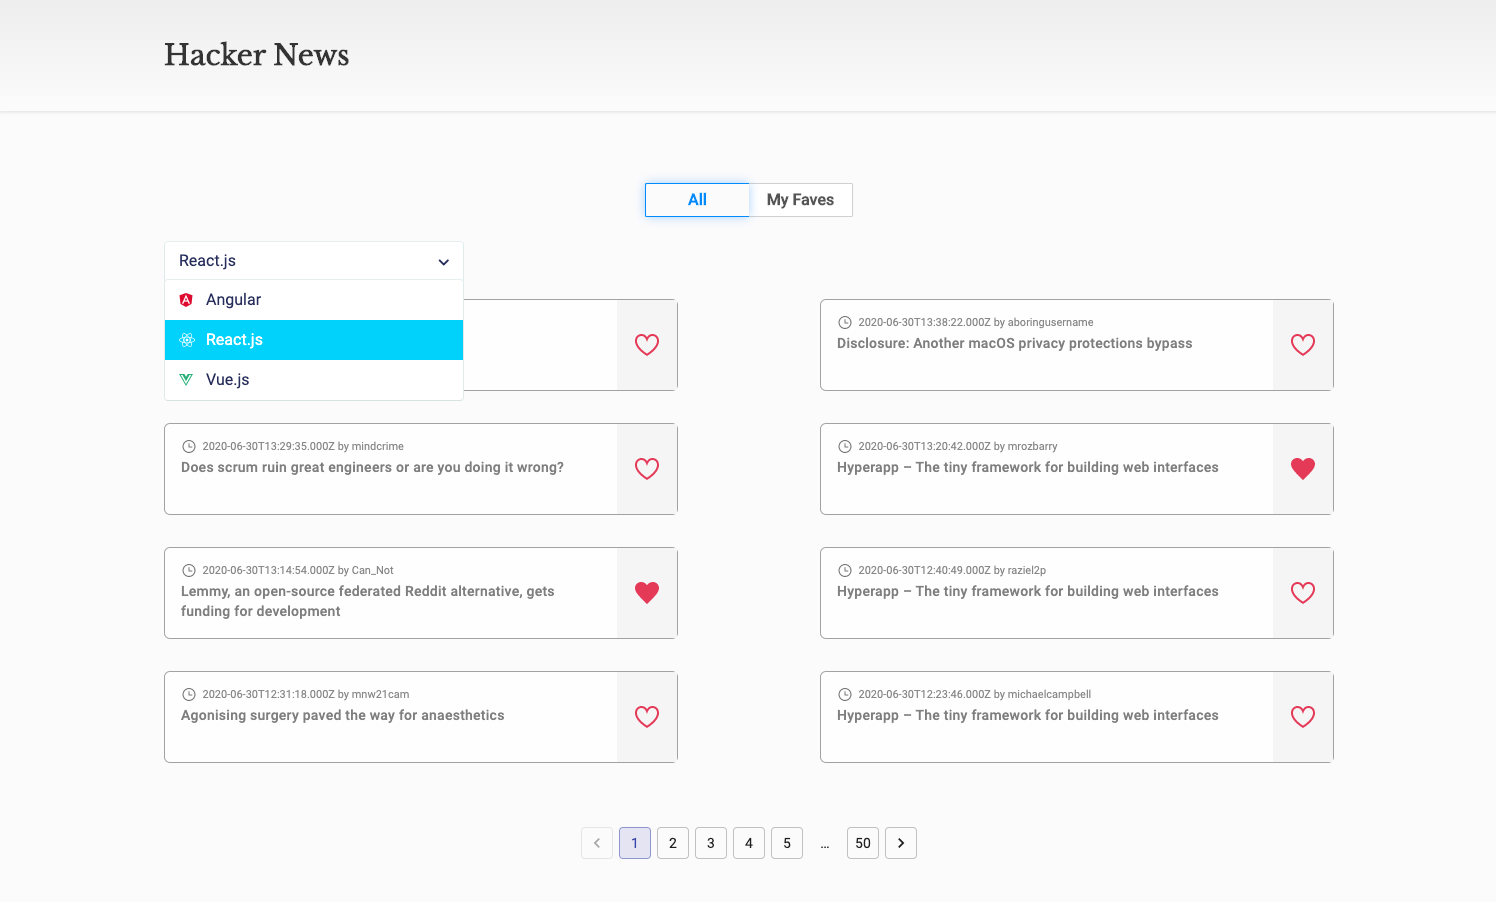 Hacker News
All
My Faves
React.js
Angular
React.js
Vue.js
2020-06-30T13:38:22.000Z by aboringusername
Disclosure: Another macOS privacy protections bypass
2020-06-30T13:29:35.000Z by mindcrime
Does scrum ruin great engineers or are you doing it wrong?
2020-06-30T13:20:42.000Z by mrozbarry
Hyperapp – The tiny framework for building web interfaces
2020-06-30T13:14:54.000Z by Can_Not
Lemmy, an open-source federated Reddit alternative, gets
funding for development
2020-06-30T12:40:49.000Z by raziel2p
Hyperapp – The tiny framework for building web interfaces
2020-06-30T12:31:18.000Z by mnw21cam
Agonising surgery paved the way for anaesthetics
2020-06-30T12:23:46.000Z by michaelcampbell
Hyperapp – The tiny framework for building web interfaces
1 2 3 4 5 ... 50